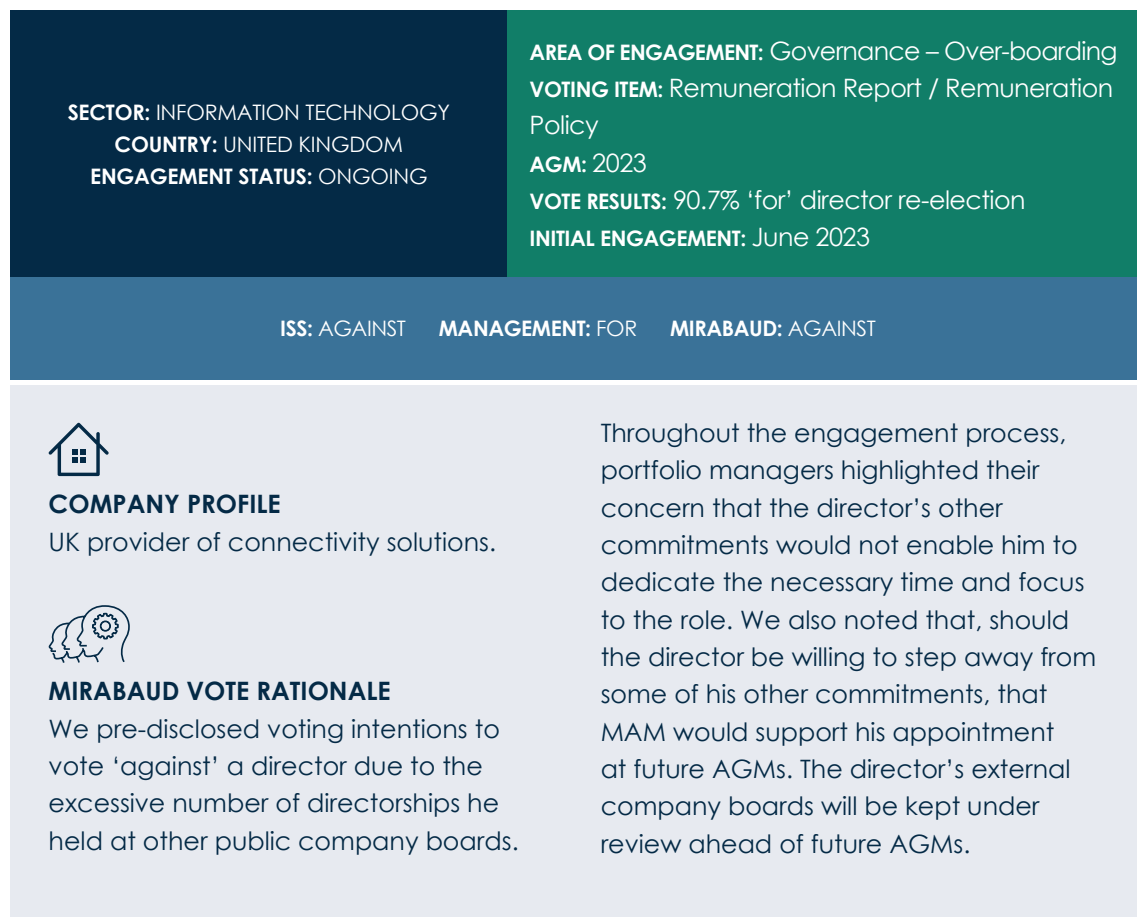 SECTOR: INFORMATION TECHNOLOGY
COUNTRY: UNITED KINGDOM
ENGAGEMENT STATUS: ONGOING
AREA OF ENGAGEMENT: Governance – Over-boarding
VOTING ITEM: Remuneration Report / Remuneration
Policy
AGM: 2023
VOTE RESULTS: 90.7% ‘for’ director re-election
INITIAL ENGAGEMENT: June 2023
ISS: AGAINST MANAGEMENT: FOR MIRABAUD: AGAINST
COMPANY PROFILE
UK provider of connectivity solutions.
MIRABAUD VOTE RATIONALE
We pre-disclosed voting intentions to
vote ‘against’ a director due to the
excessive number of directorships he
held at other public company boards.
Throughout the engagement process,
portfolio managers highlighted their
concern that the director’s other
commitments would not enable him to
dedicate the necessary time and focus
to the role. We also noted that, should
the director be willing to step away from
some of his other commitments, that
MAM would support his appointment
at future AGMs. The director’s external
company boards will be kept under
review ahead of future AGMs.